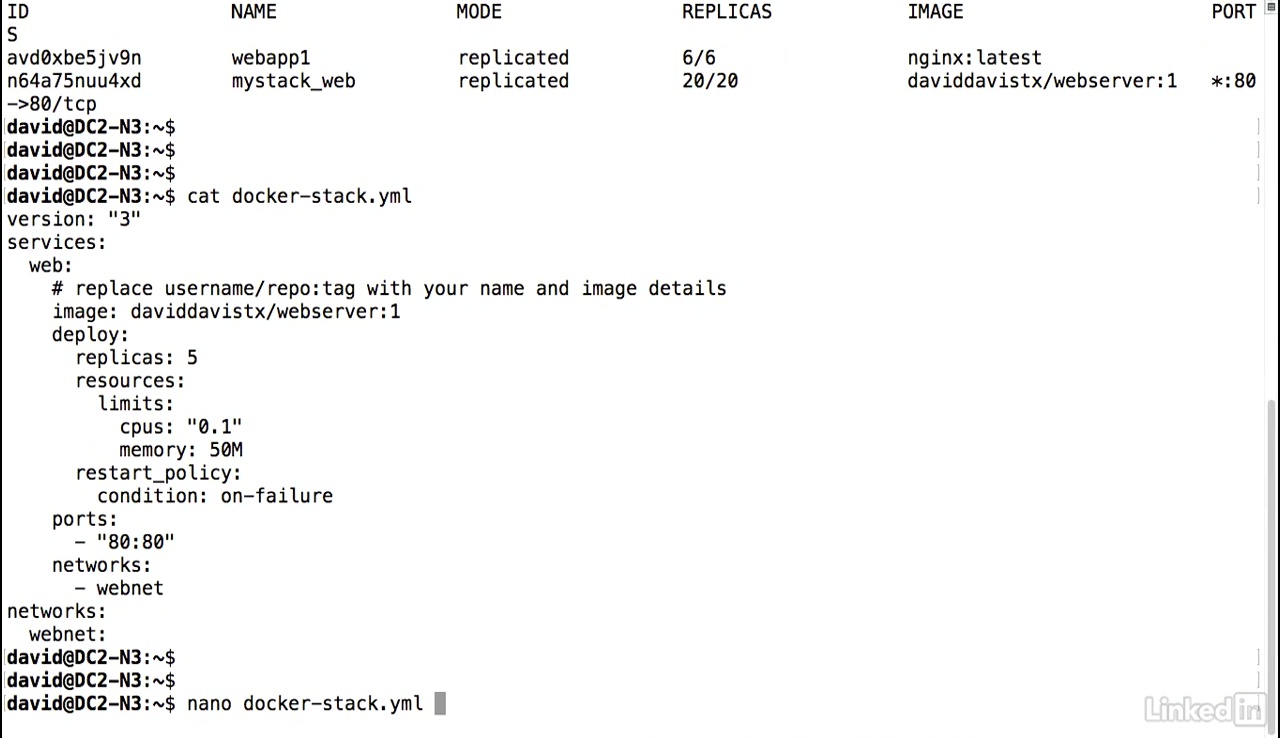 ID NAME MODE REPLICAS IMAGE PORT
S
avd0xbe5jv9n webapp1 replicated 6/6 nginx:latest
n64a75nuu4xd mystack_web replicated 20/20 daviddavistx/webserver:1 *:80
->80/tcp
david@DC2-N3:~$
david@DC2-N3:~$
david@DC2-N3:~$
david@DC2-N3:~$ cat docker-stack.yml
version: "3"
services:
  web:
    # replace username/repo:tag with your name and image details
    image: daviddavistx/webserver:1
    deploy:
      replicas: 5
      resources:
        limits:
          cpus: "0.1"
          memory: 50M
      restart_policy:
        condition: on-failure
    ports:
      - "80:80"
    networks:
      - webnet
networks:
  webnet:
david@DC2-N3:~$
david@DC2-N3:~$
david@DC2-N3:~$ nano docker-stack.yml
Linked in